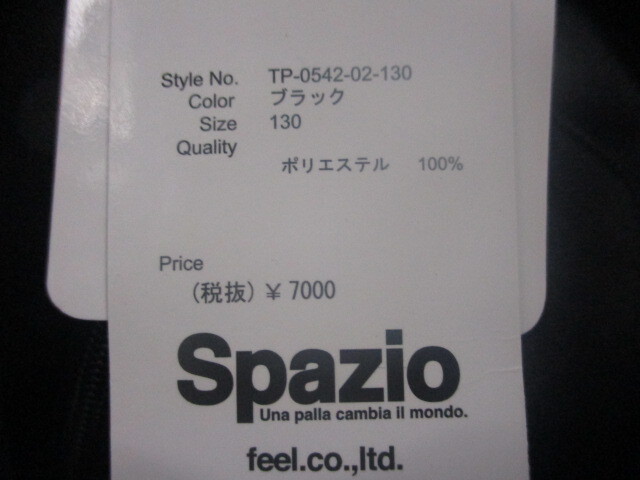 Style No. TP-0542-02-130
Color ブラック
Size 130
Quality
ポリエステル 100%
Price
(税抜) ¥ 7000
Spazio
Una palla cambia il mondo.
feel.co.,ltd.